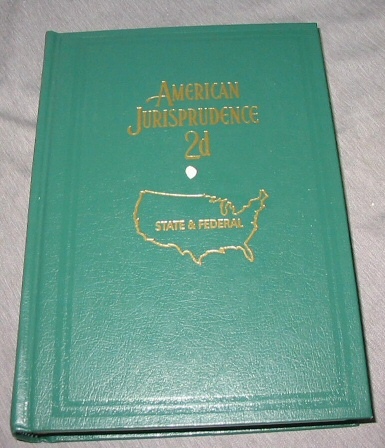 AMERICAN
JURISPRUDENCE
2d
STATE & FEDERAL